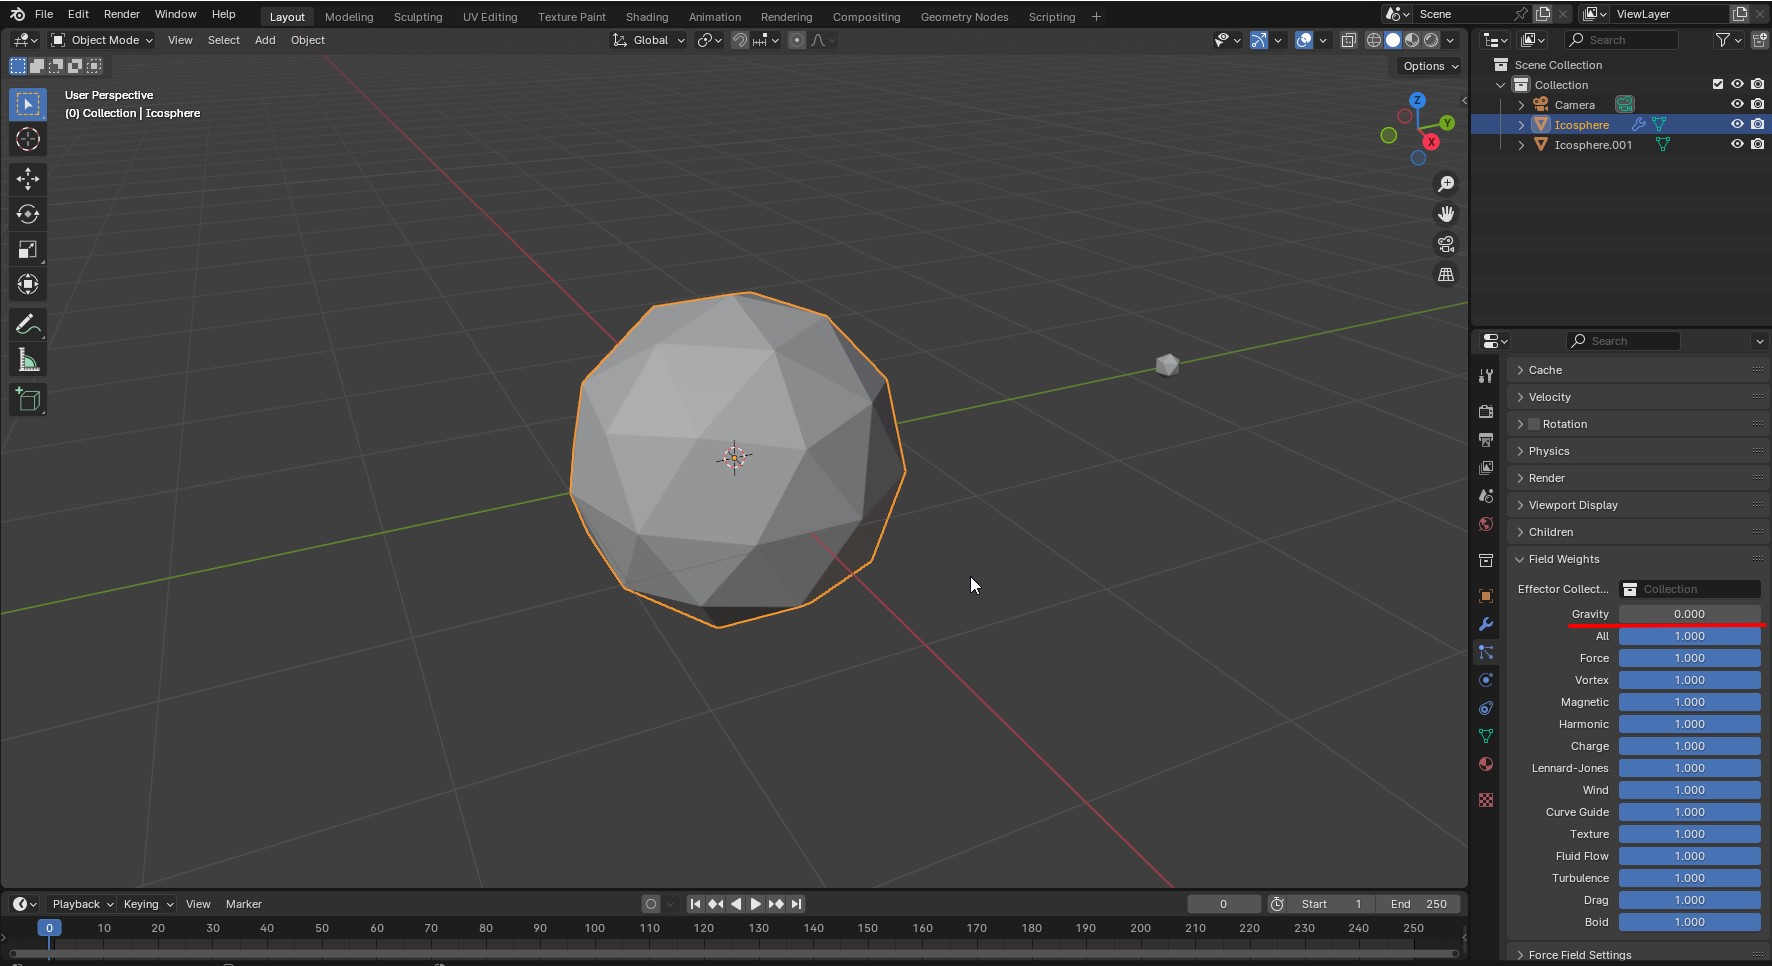 File Edit Render Window Help Layout Modeling Sculpting UV Editing Texture Paint Shading Animation Rendering Compositing Geometry Nodes Scripting + Scene ViewLayer
Object Mode View Select Add Object Global Search
Options
User Perspective
(0) Collection | Icosphere
Z
Y
X
Scene Collection
Collection
Camera
Icosphere
Icosphere.001
Search
Cache
Velocity
Rotation
Physics
Render
Viewport Display
Children
Field Weights
Effector Collect... Collection
Gravity 0.000
All 1.000
Force 1.000
Vortex 1.000
Magnetic 1.000
Harmonic 1.000
Charge 1.000
Lennard-Jones 1.000
Wind 1.000
Curve Guide 1.000
Texture 1.000
Fluid Flow 1.000
Turbulence 1.000
Drag 1.000
Boid 1.000
Force Field Settings
Playback Keying View Marker 0 Start 1 End 250
0 10 20 30 40 50 60 70 80 90 100 110 120 130 140 150 160 170 180 190 200 210 220 230 240 250